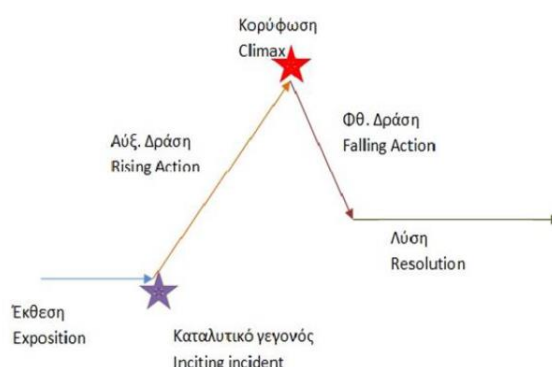 Κορύφωση
Climax
Αύξ. Δράση
Rising Action
Φθ. Δράση
Falling Action
Λύση
Resolution
Έκθεση
Exposition
Καταλυτικό γεγονός
Inciting incident